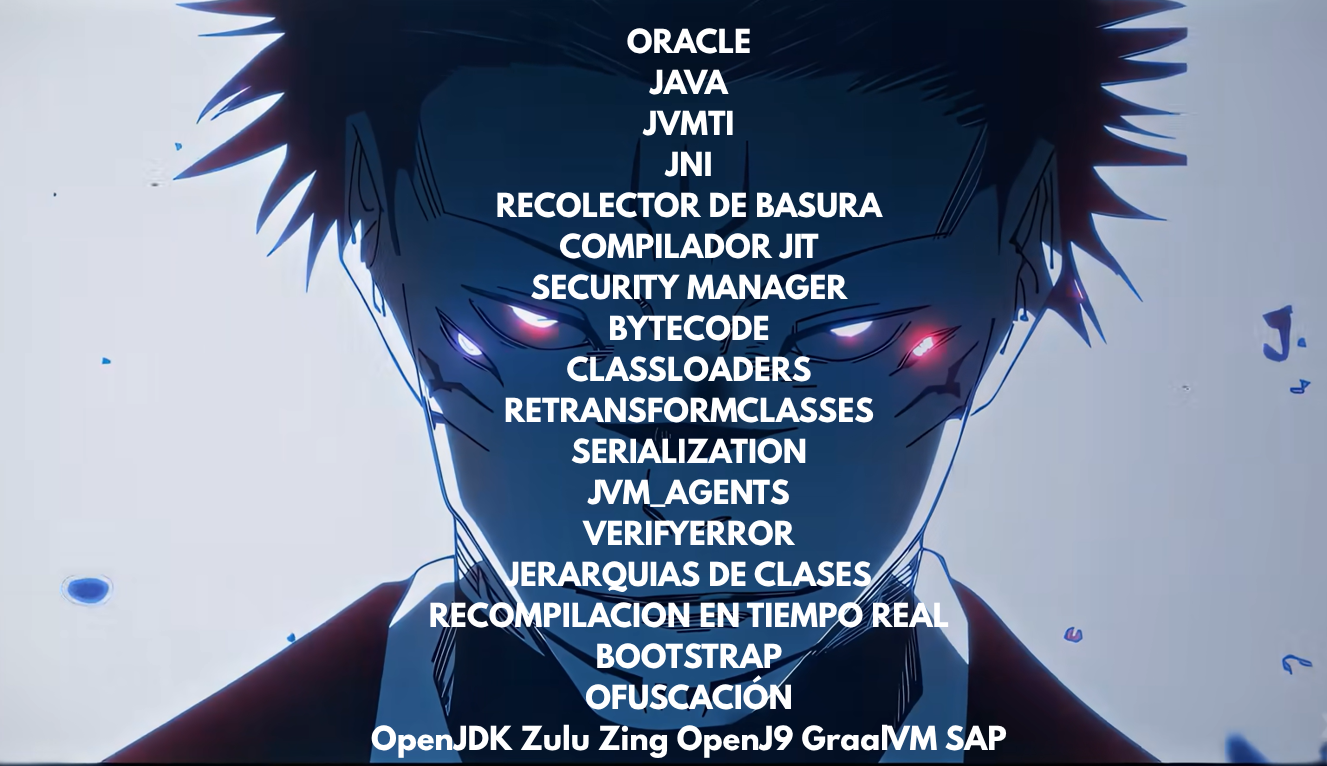 ORACLE
JAVA
JVMTI
JNI
RECOLECTOR DE BASURA
COMPILADOR JIT
SECURITY MANAGER
BYTECODE
CLASSLOADERS
RETRANSFORMCLASSES
SERIALIZATION
JVM_AGENTS
VERIFYERROR
JERARQUIAS DE CLASES
RECOMPILACION EN TIEMPO REAL
BOOTSTRAP
OFUSCACIÓN
OpenJDK Zulu Zing OpenJ9 GraalVM SAP